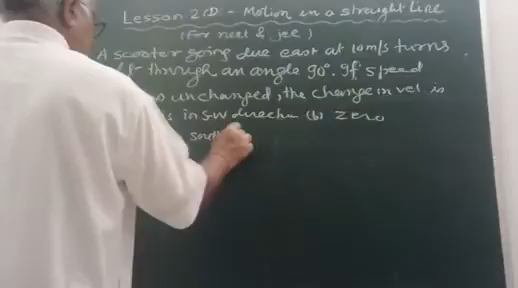 Lesson 2(D - Motion in a straight Line
(For neet & jee)
A scooter going due east at 10 m/s turns
through an angle 90°. If speed
unchanged, the change in vel. is
in SW direction (b) Zero